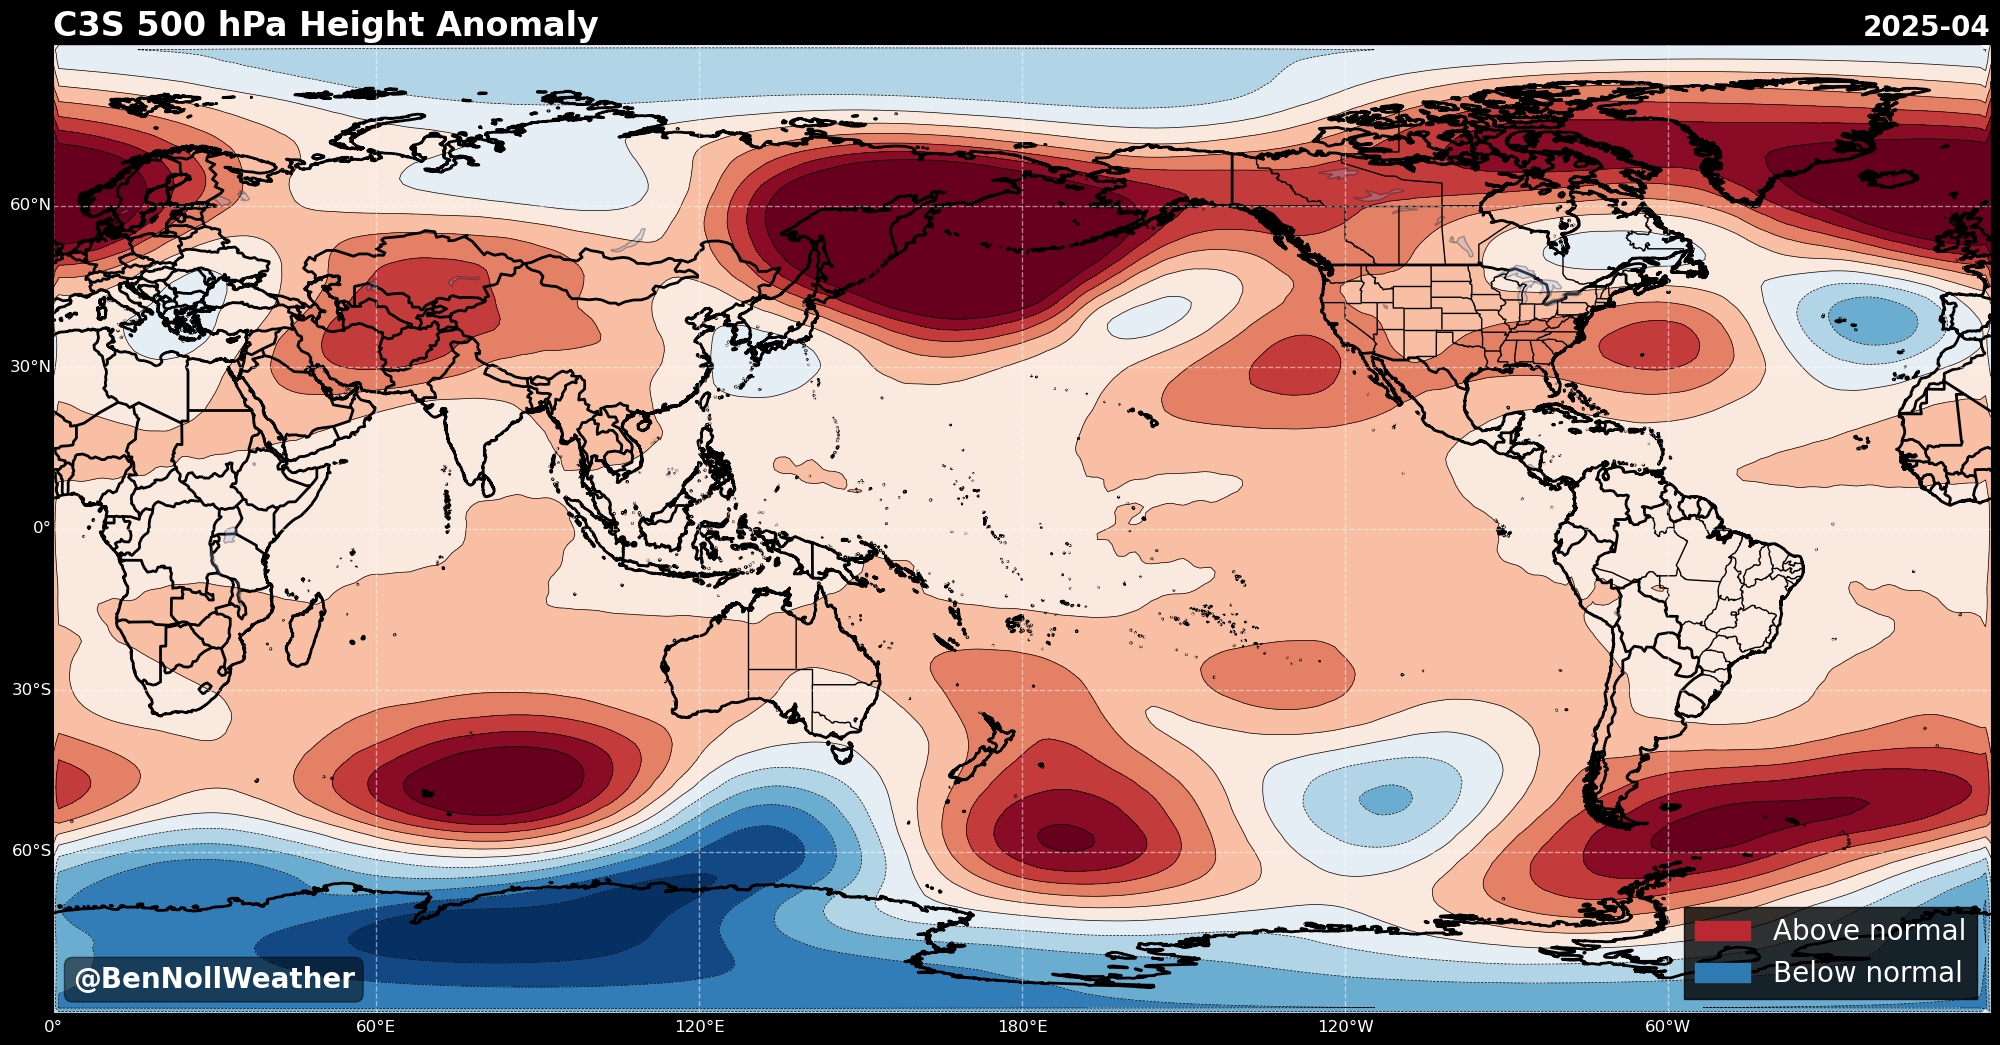 C3S 500 hPa Height Anomaly
2025-04
60°N
30°N
0°
30°S
60°S
Above normal
Below normal
@BenNollWeather
0°
60°E
120°E
180°E
120°W
60°W